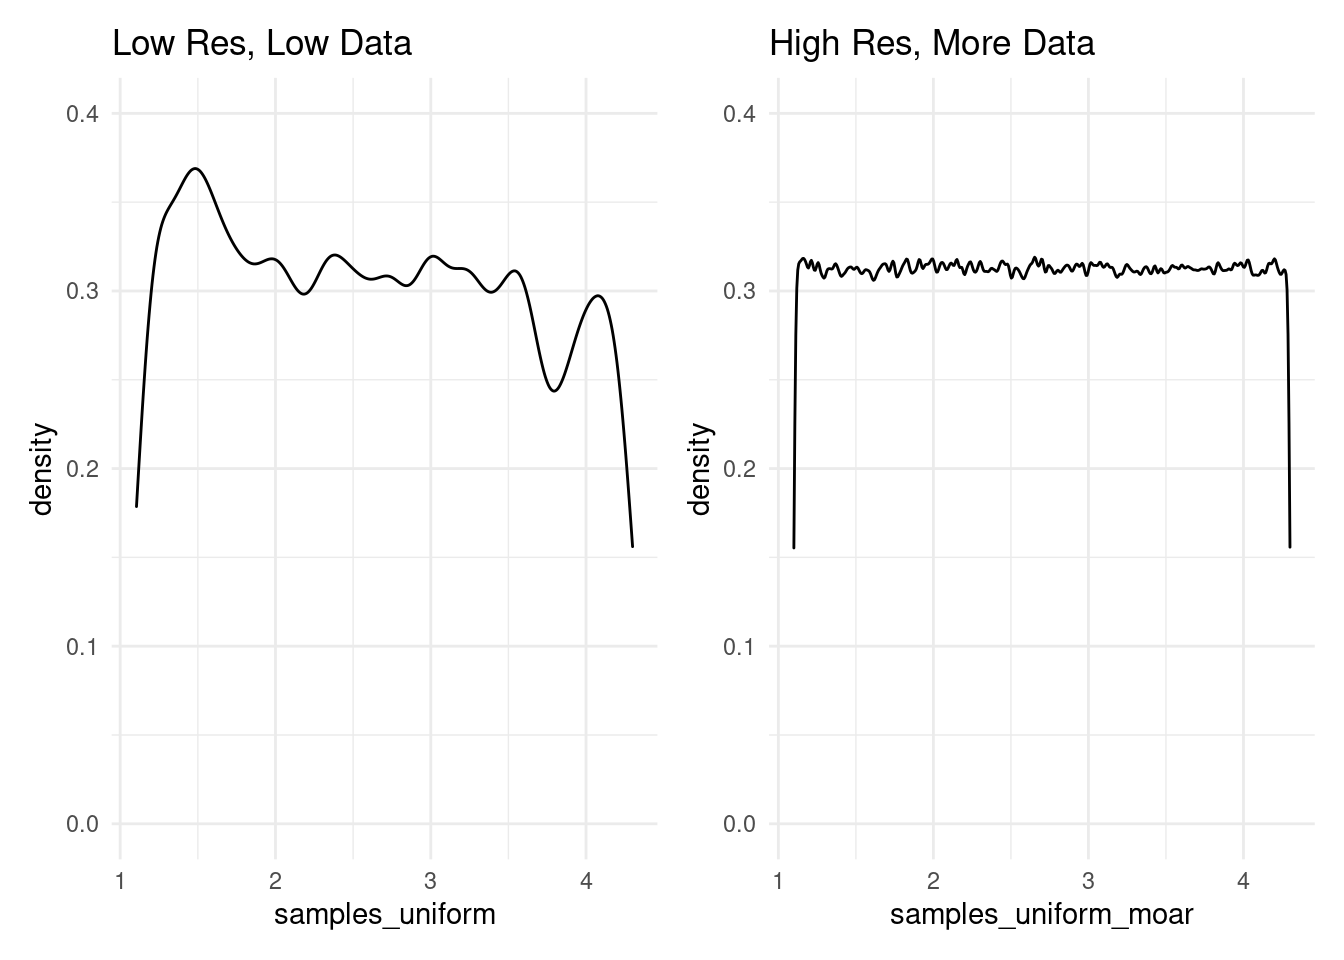 Low Res, Low Data
0.4
0.3
0.2
0.1
0.0
density
1 2 3 4
samples_uniform
High Res, More Data
0.4
0.3
0.2
0.1
0.0
density
1 2 3 4
samples_uniform_moar